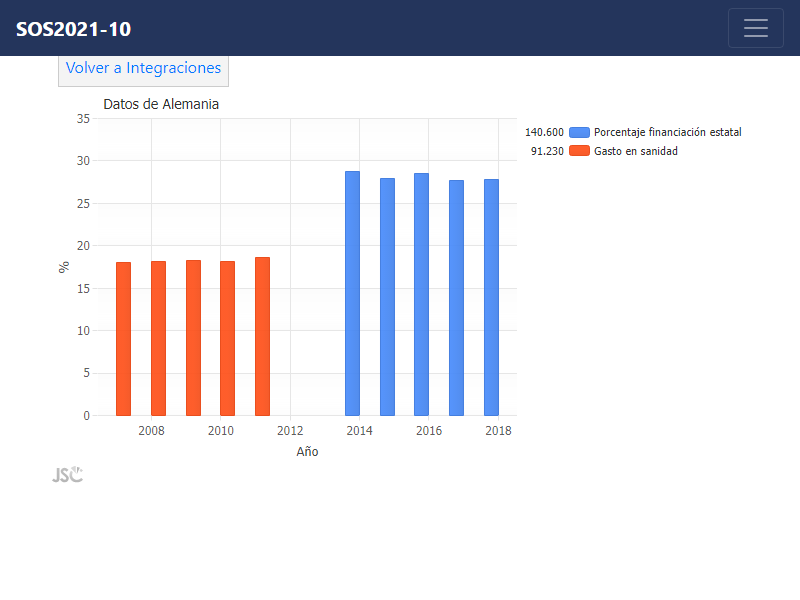 SOS2021-10
Volver a Integraciones
Datos de Alemania
35
30
25
20
15
10
5
0
%
2008 2010 2012 2014 2016 2018
Año
140.600 Porcentaje financiación estatal
91.230 Gasto en sanidad
JSC